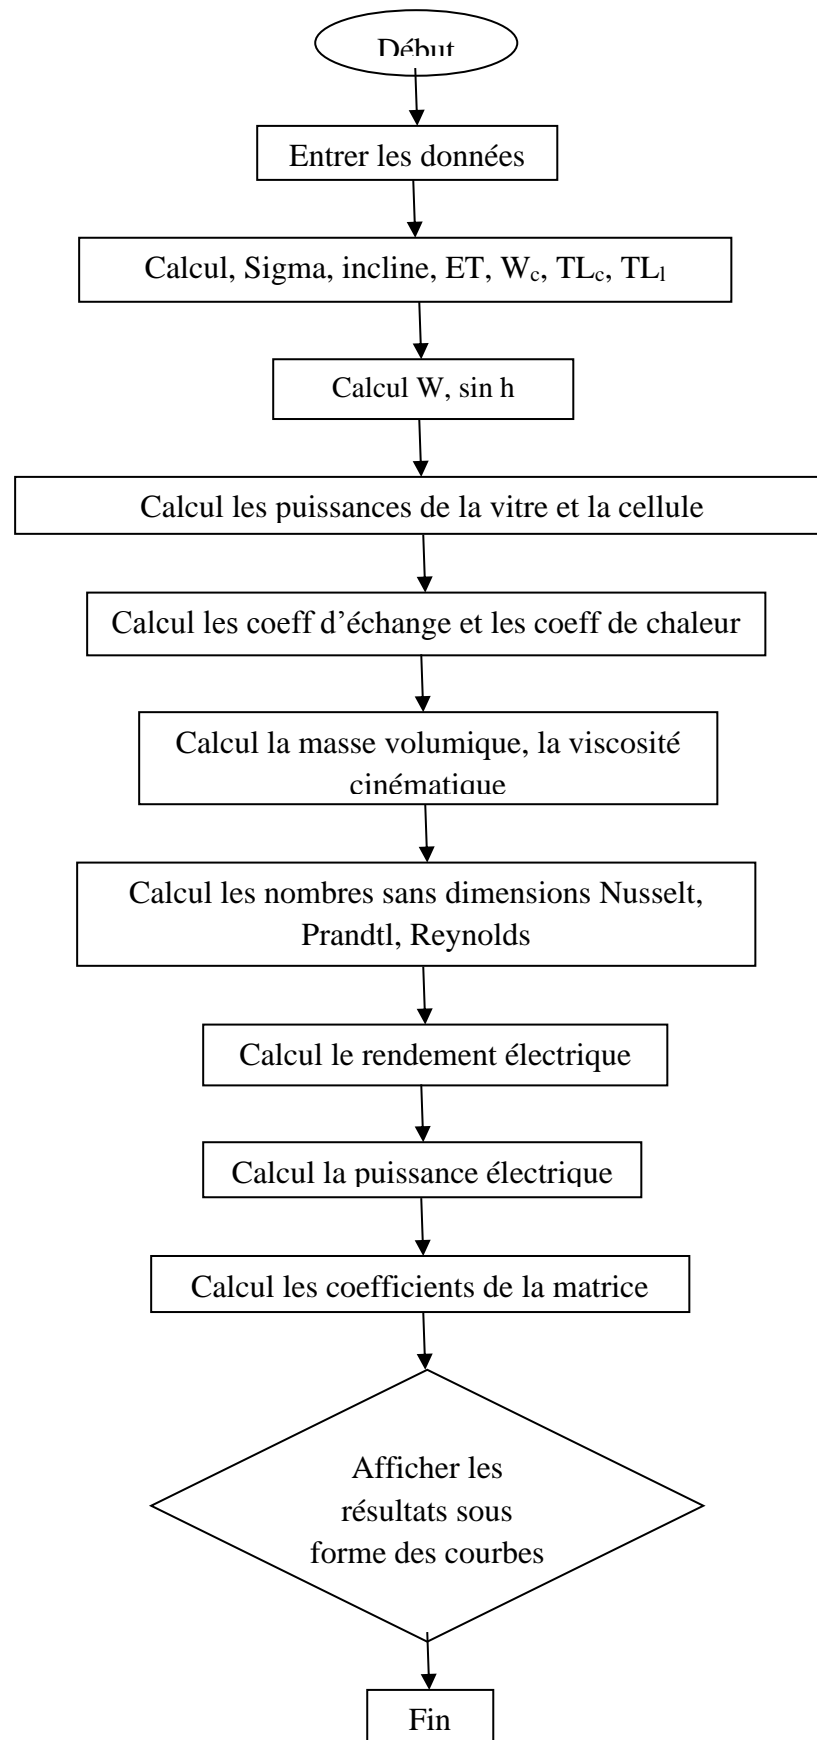 Début
Entrer les données
Calcul, Sigma, incline, ET, W_c, TL_c, TL_l
Calcul W, sin h
Calcul les puissances de la vitre et la cellule
Calcul les coeff d’échange et les coeff de chaleur
Calcul la masse volumique, la viscosité
cinématique
Calcul les nombres sans dimensions Nusselt,
Prandtl, Reynolds
Calcul le rendement électrique
Calcul la puissance électrique
Calcul les coefficients de la matrice
Afficher les
résultats sous
forme des courbes
Fin